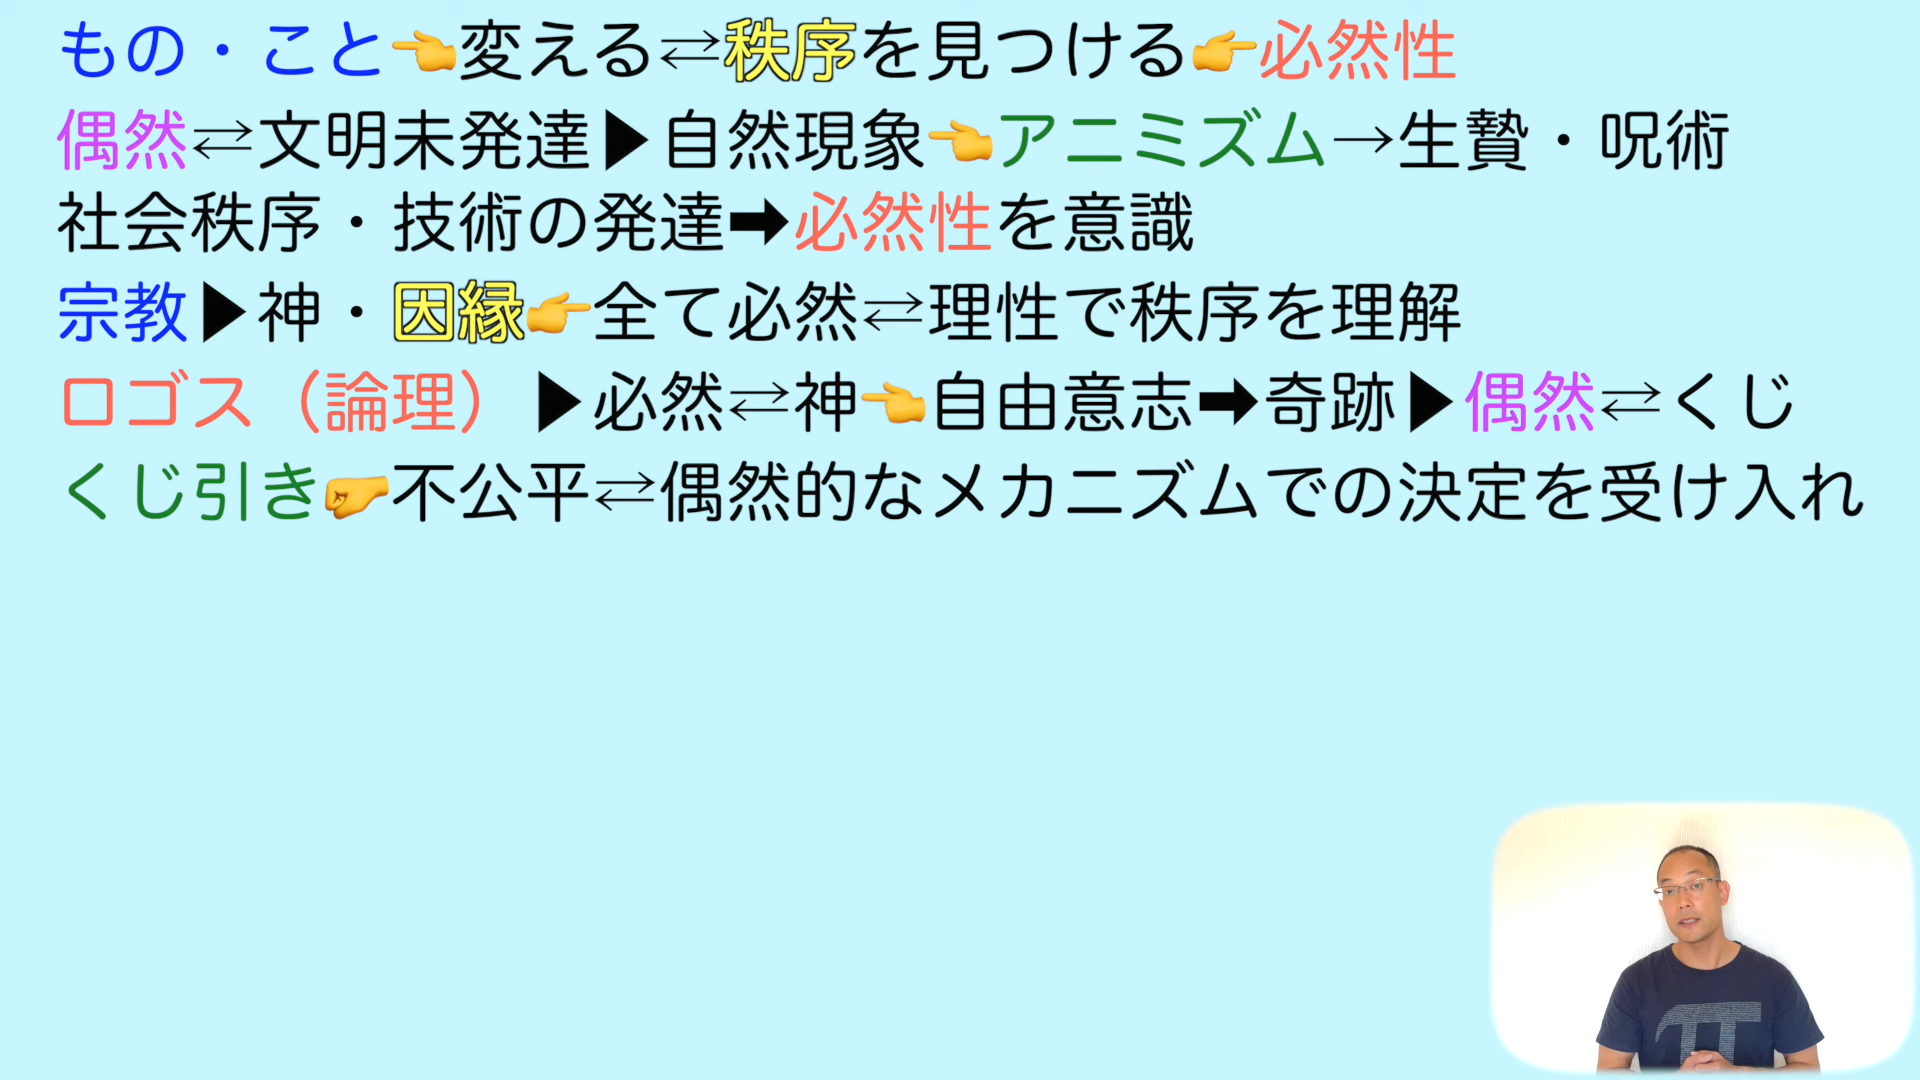 もの・こと👈変える⇄秩序を見つける👉必然性
偶然⇄文明未発達▶自然現象👈アニミズム→生贄・呪術
社会秩序・技術の発達➡必然性を意識
宗教▶神・因縁👉全て必然⇄理性で秩序を理解
ロゴス（論理）▶必然⇄神👈自由意志➡奇跡▶偶然⇄くじ
くじ引き🤛不公平⇄偶然的なメカニズムでの決定を受け入れ